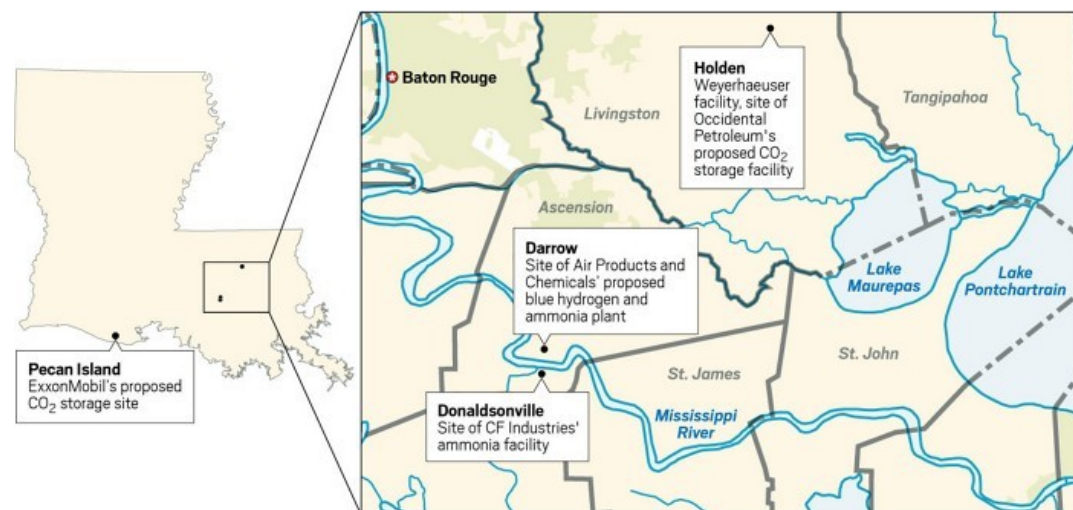 Pecan Island
ExxonMobil's proposed
CO₂ storage site
Baton Rouge
Livingston
Holden
Weyerhaeuser
facility, site of
Occidental
Petroleum's
proposed CO₂
storage facility
Tangipahoa
Ascension
Darrow
Site of Air Products and
Chemicals' proposed
blue hydrogen and
ammonia plant
Lake
Maurepas
Lake
Pontchartrain
St. John
St. James
Donaldsonville
Site of CF Industries'
ammonia facility
Mississippi
River